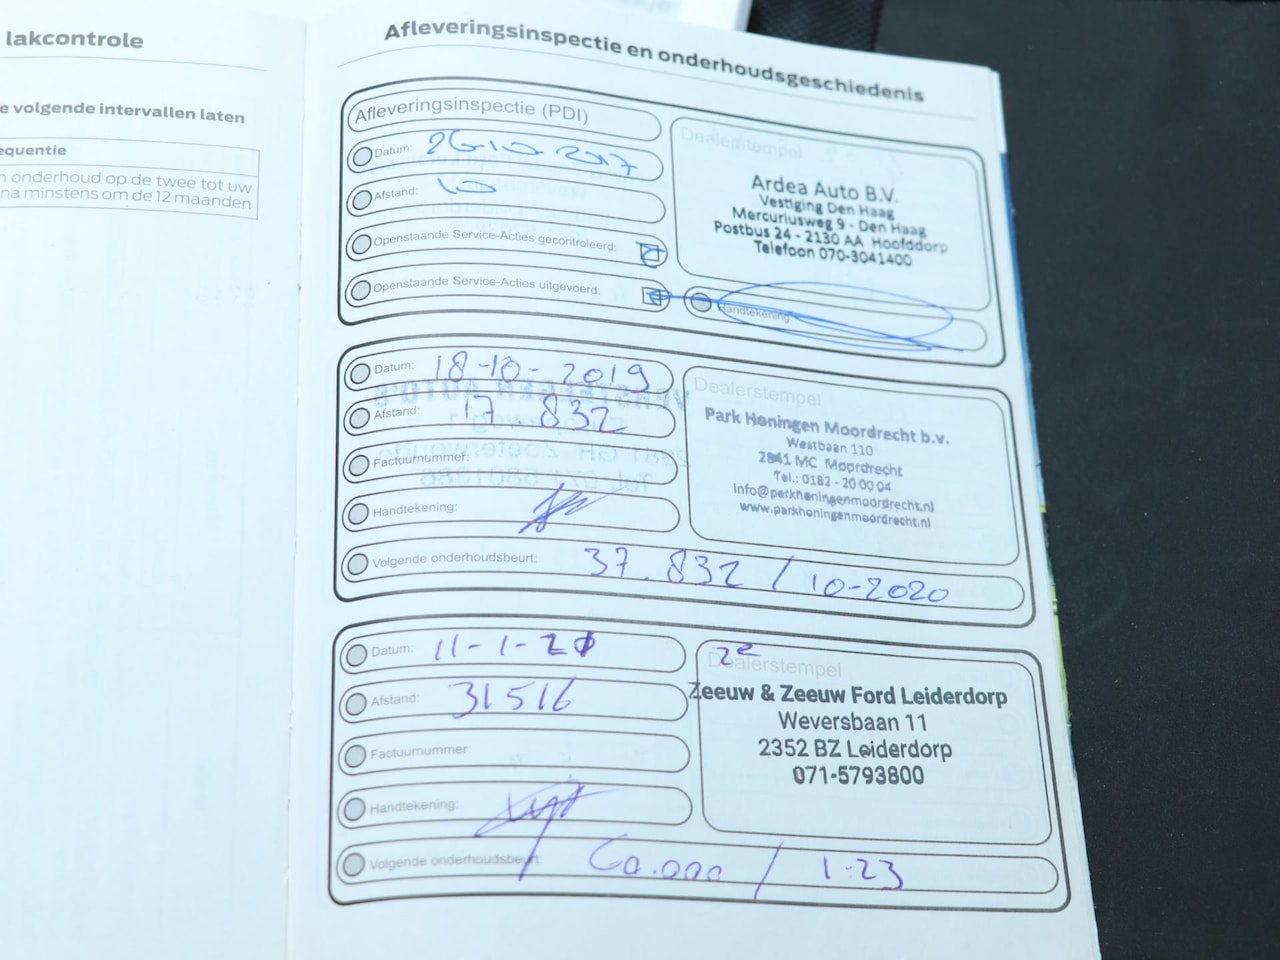 lakcontrole
e volgende intervallen laten
equentie
n onderhoud op de twee tot uw
na minstens om de 12 maanden
Afleveringsinspectie en onderhoudsgeschiedenis
Afleveringsinspectie (PDI)
Datum: 26-10-2017
Afstand: 10
Openstaande Service-Acties gecontroleerd:
Openstaande Service-Acties uitgevoerd:
Dealerstempel
Ardea Auto B.V.
Vestiging Den Haag
Mercuriusweg 9 - Den Haag
Postbus 24 - 2130 AA Hoofddorp
Telefoon 070-3041400
Handtekening:
Datum: 18-10-2019
Afstand: 17 832
Factuurnummer:
Handtekening:
Volgende onderhoudsbeurt: 37.832 / 10-2020
Dealerstempel
Park Honingen Moordrecht b.v.
Westbaan 110
2841 MC Moordrecht
Tel.: 0182 - 20 00 04
info@parkhoningenmoordrecht.nl
www.parkhoningenmoordrecht.nl
Datum: 11-1-21
Afstand: 31516
Factuurnummer:
Handtekening:
Volgende onderhoudsbeurt: 60.000 / 1-23
2e
Dealerstempel
Zeeuw & Zeeuw Ford Leiderdorp
Weversbaan 11
2352 BZ Leiderdorp
071-5793800